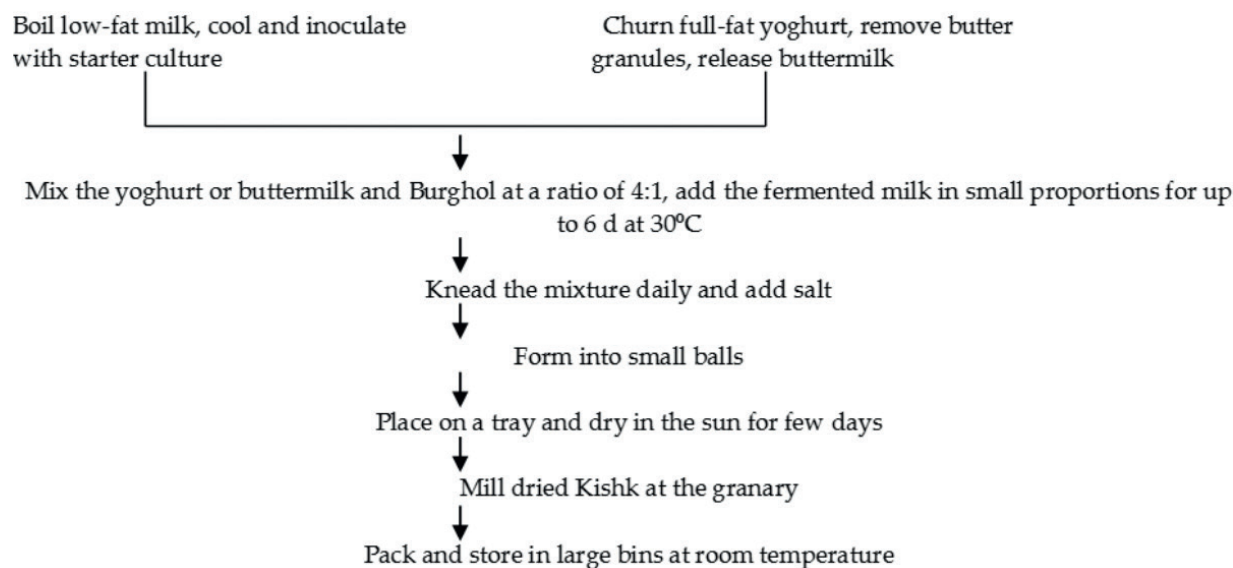 Boil low-fat milk, cool and inoculate
with starter culture
Churn full-fat yoghurt, remove butter
granules, release buttermilk
Mix the yoghurt or buttermilk and Burghol at a ratio of 4:1, add the fermented milk in small proportions for up
to 6 d at 30⁰C
Knead the mixture daily and add salt
Form into small balls
Place on a tray and dry in the sun for few days
Mill dried Kishk at the granary
Pack and store in large bins at room temperature